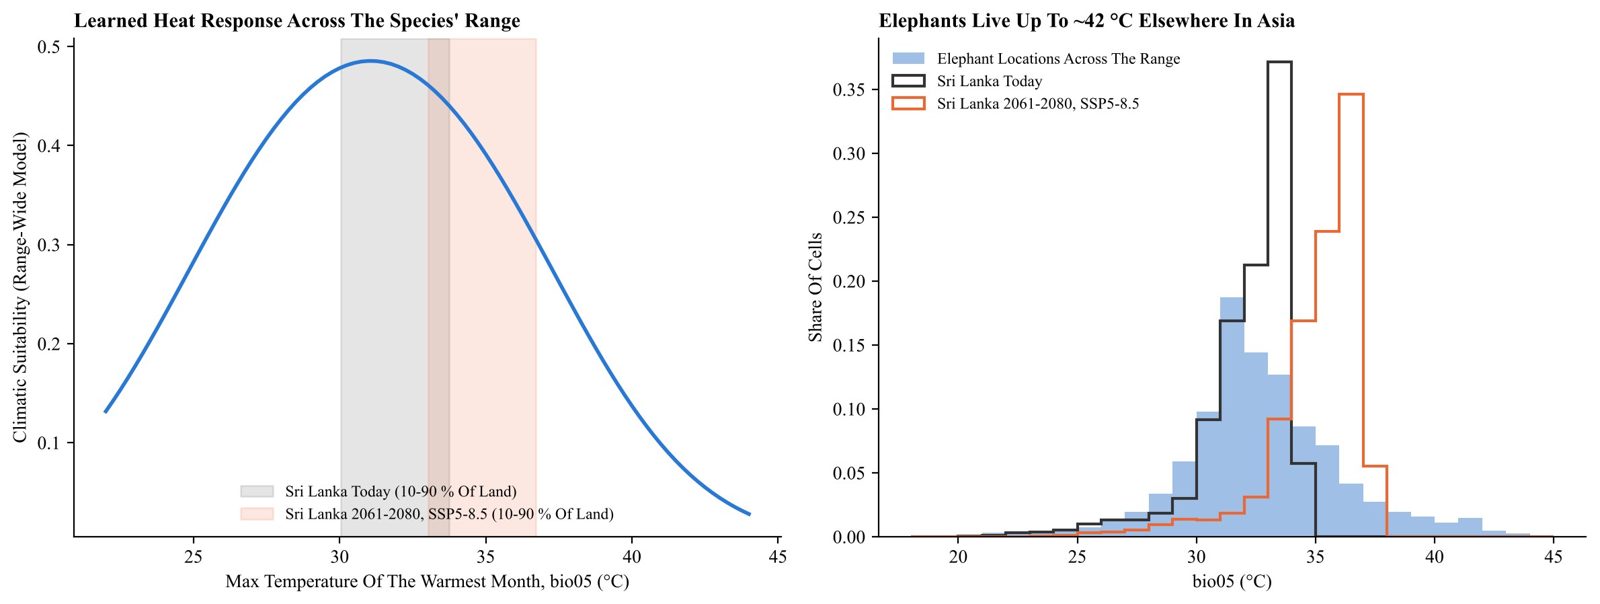 Learned Heat Response Across The Species' Range
Climatic Suitability (Range-Wide Model)
0.5
0.4
0.3
0.2
0.1
Sri Lanka Today (10-90 % Of Land)
Sri Lanka 2061-2080, SSP5-8.5 (10-90 % Of Land)
25 30 35 40 45
Max Temperature Of The Warmest Month, bio05 (°C)
Elephants Live Up To ~42 °C Elsewhere In Asia
Elephant Locations Across The Range
Sri Lanka Today
Sri Lanka 2061-2080, SSP5-8.5
Share Of Cells
0.35
0.30
0.25
0.20
0.15
0.10
0.05
0.00
20 25 30 35 40 45
bio05 (°C)